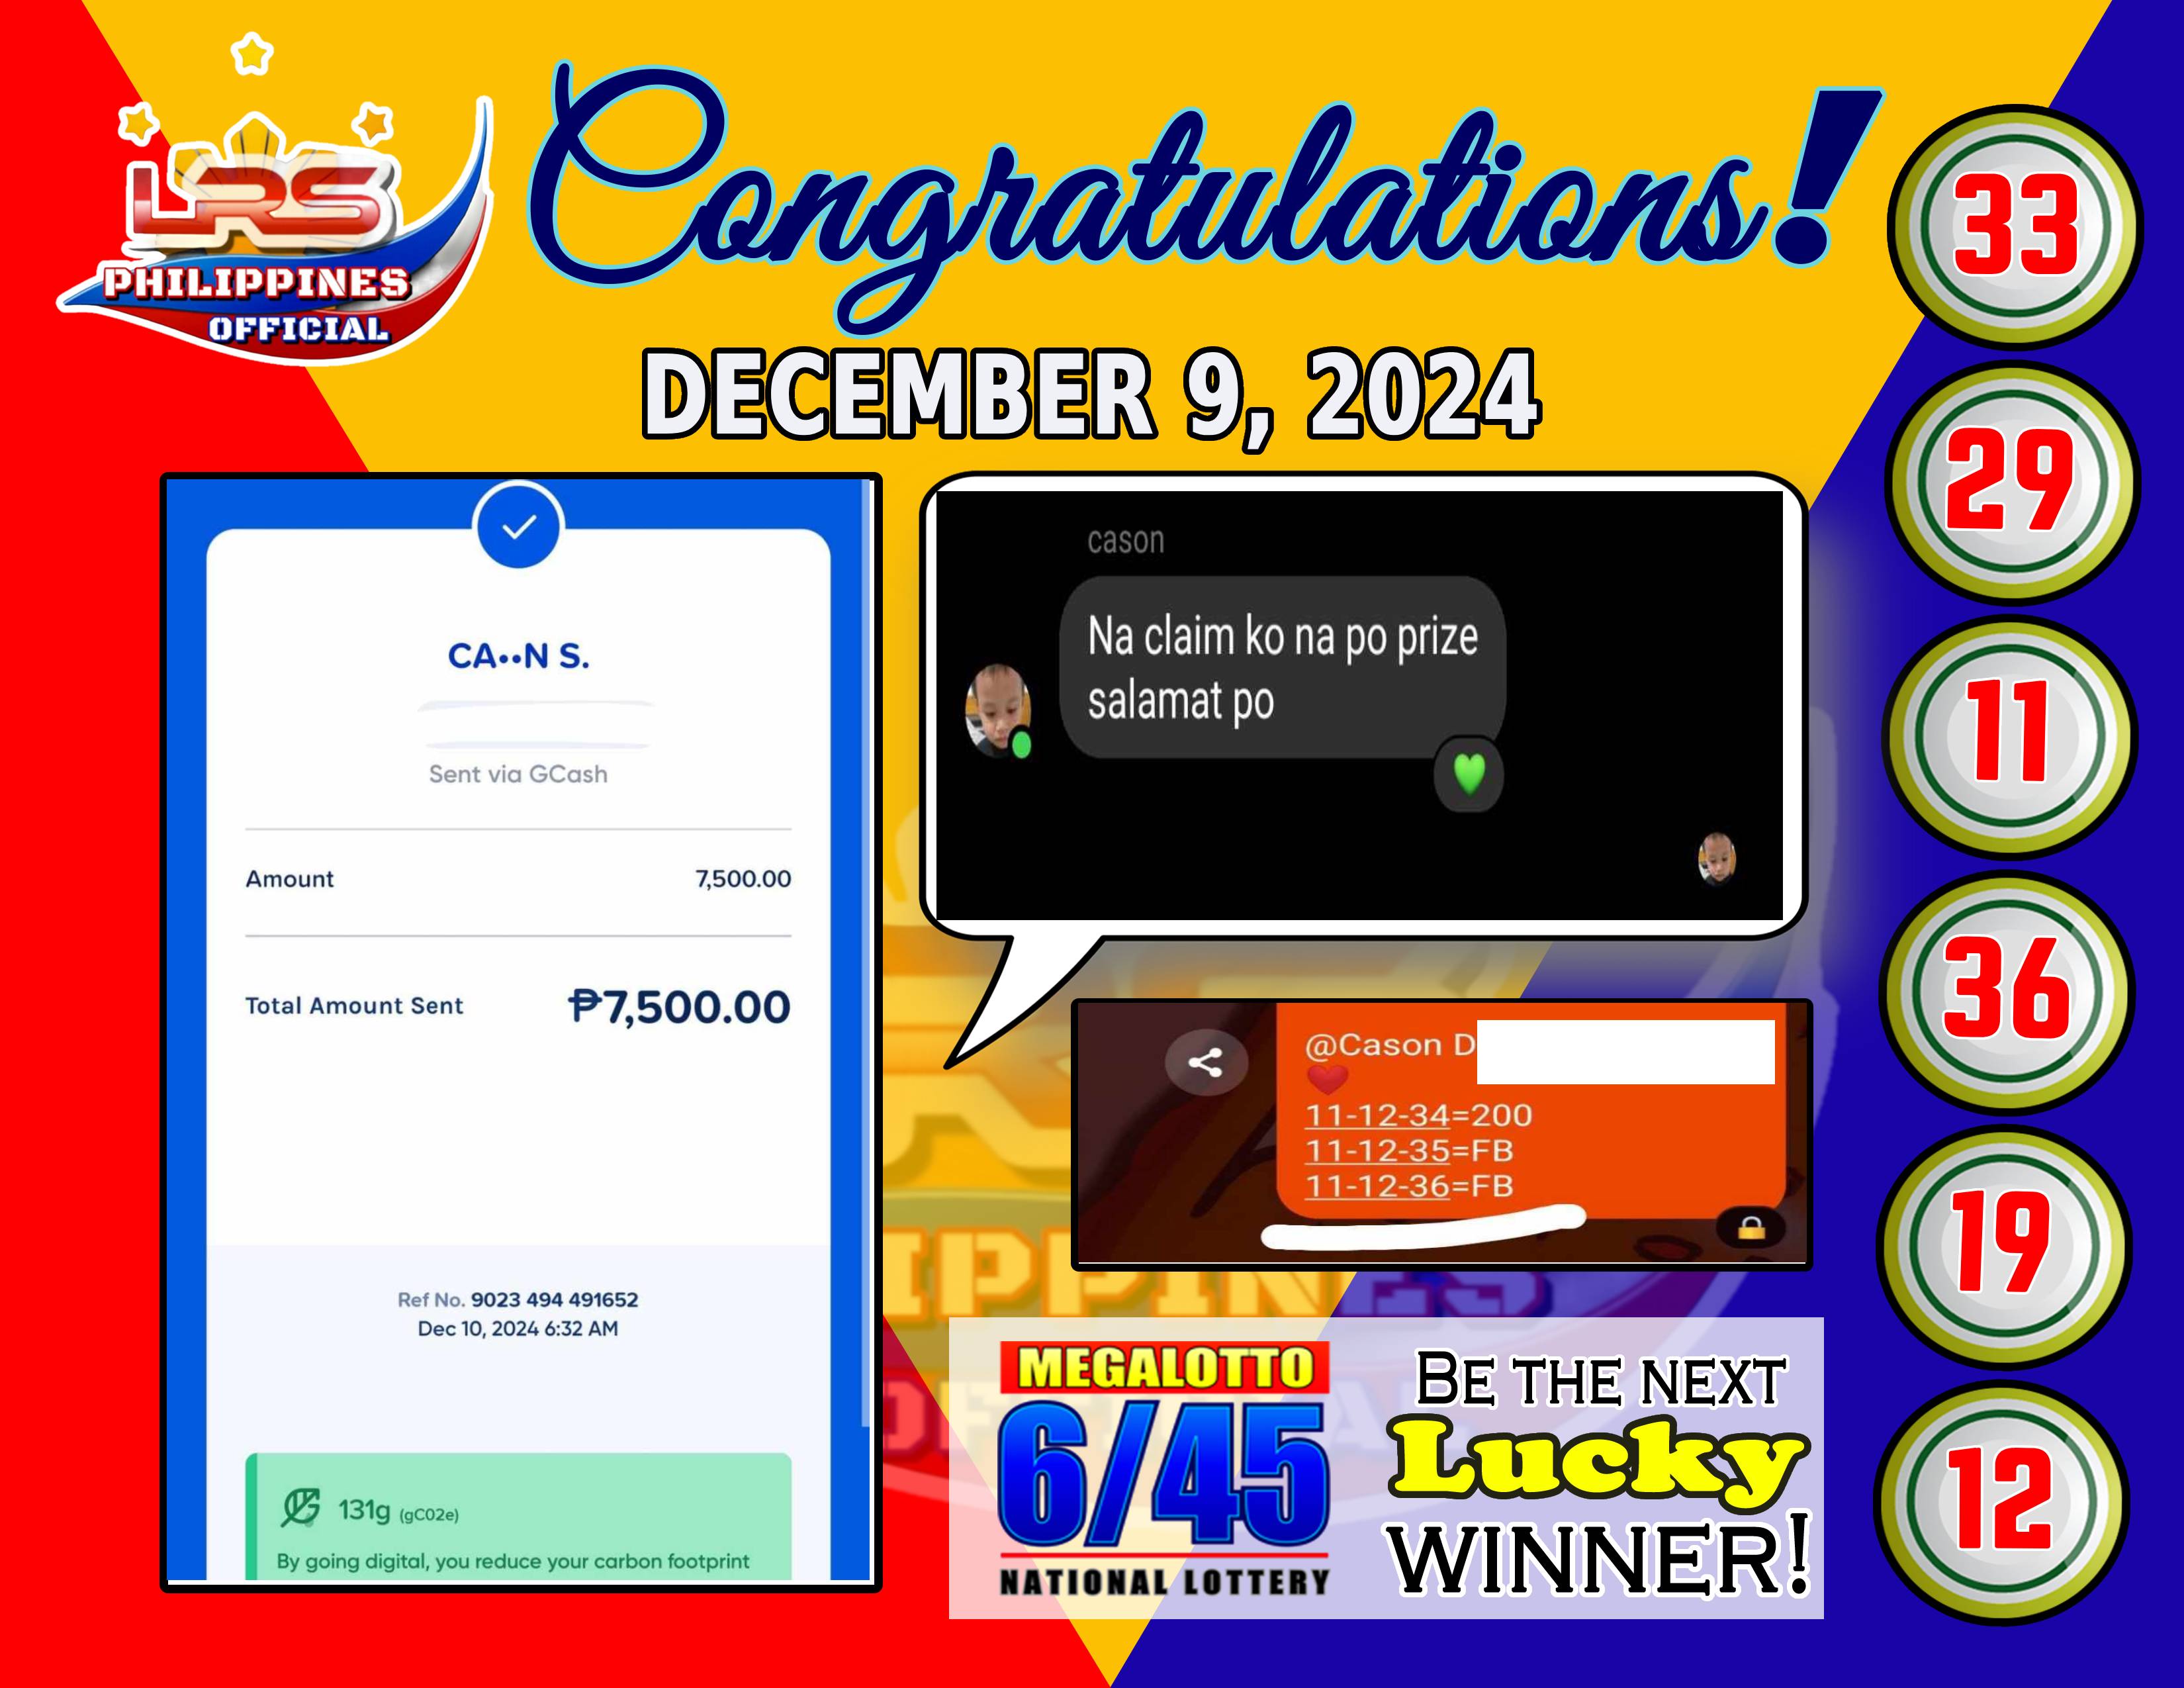 LRS
PHILIPPINES
OFFICIAL
Congratulations!
DECEMBER 9, 2024
CA••N S.
Sent via GCash
Amount 7,500.00
Total Amount Sent ₱7,500.00
Ref No. 9023 494 491652
Dec 10, 2024 6:32 AM
131g (gC02e)
By going digital, you reduce your carbon footprint
cason
Na claim ko na po prize
salamat po
@Cason D
11-12-34=200
11-12-35=FB
11-12-36=FB
MEGALOTTO
6/45
NATIONAL LOTTERY
BE THE NEXT
Lucky
WINNER!
33
29
11
36
19
12